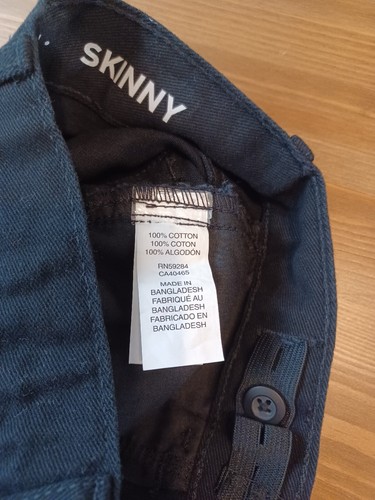 SKINNY
100% COTTON
100% COTON
100% ALGODÓN
RN59284
CA40465
MADE IN
BANGLADESH
FABRIQUÉ AU
BANGLADESH
FABRICADO EN
BANGLADESH